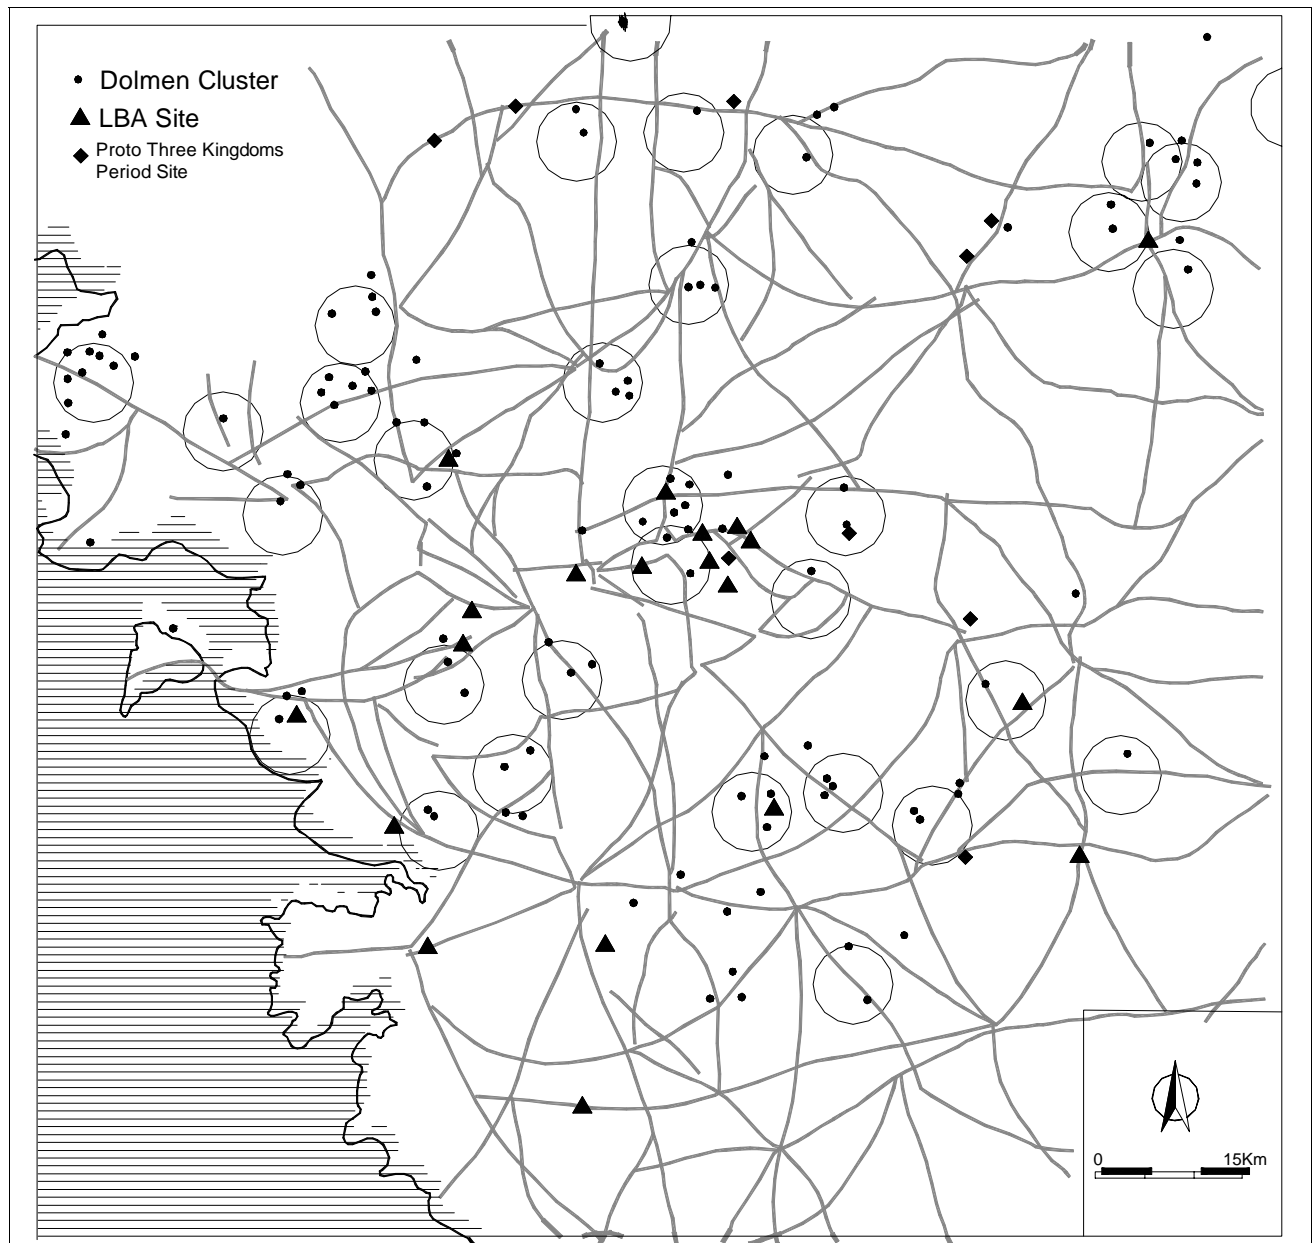 Dolmen Cluster
LBA Site
Proto Three Kingdoms
Period Site
0 15Km